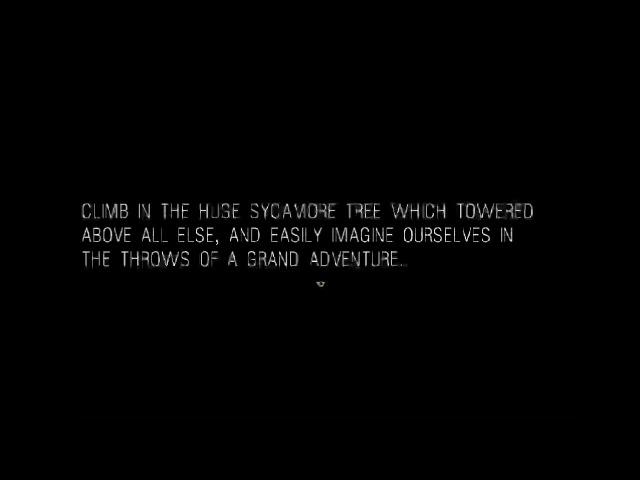 CLIMB IN THE HUGE SYCAMORE TREE WHICH TOWERED
ABOVE ALL ELSE, AND EASILY IMAGINE OURSELVES IN
THE THROWS OF A GRAND ADVENTURE...